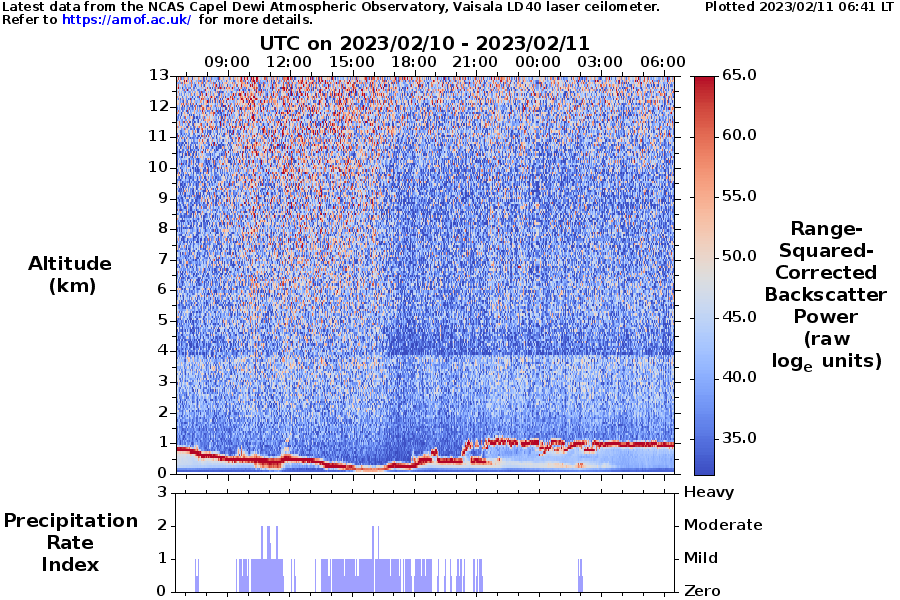 Latest data from the NCAS Capel Dewi Atmospheric Observatory, Vaisala LD40 laser ceilometer. Plotted 2023/02/11 06:41 LT
Refer to https://amof.ac.uk/ for more details.
UTC on 2023/02/10 - 2023/02/11
09:00 12:00 15:00 18:00 21:00 00:00 03:00 06:00
13
12
11
10
9
8
7
6
5
4
3
2
1
0
Altitude
(km)
65.0
60.0
55.0
50.0
45.0
40.0
35.0
Range-
Squared-
Corrected
Backscatter
Power
(raw
logₑ units)
3
2
1
0
Precipitation
Rate
Index
Heavy
Moderate
Mild
Zero